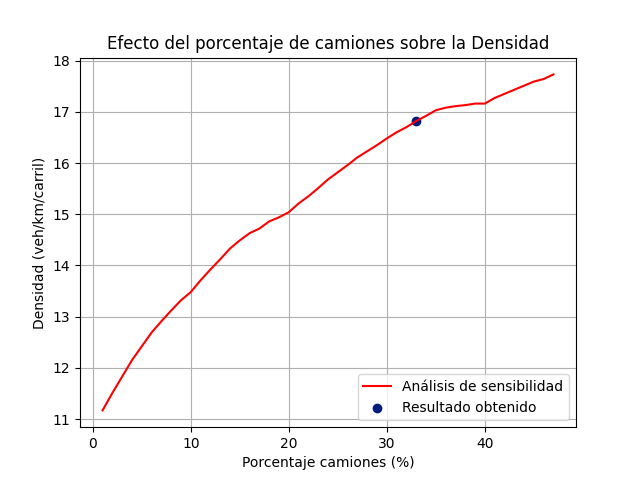 Efecto del porcentaje de camiones sobre la Densidad
18
17
16
15
14
13
12
11
Densidad (veh/km/carril)
0 10 20 30 40
Porcentaje camiones (%)
Análisis de sensibilidad
Resultado obtenido